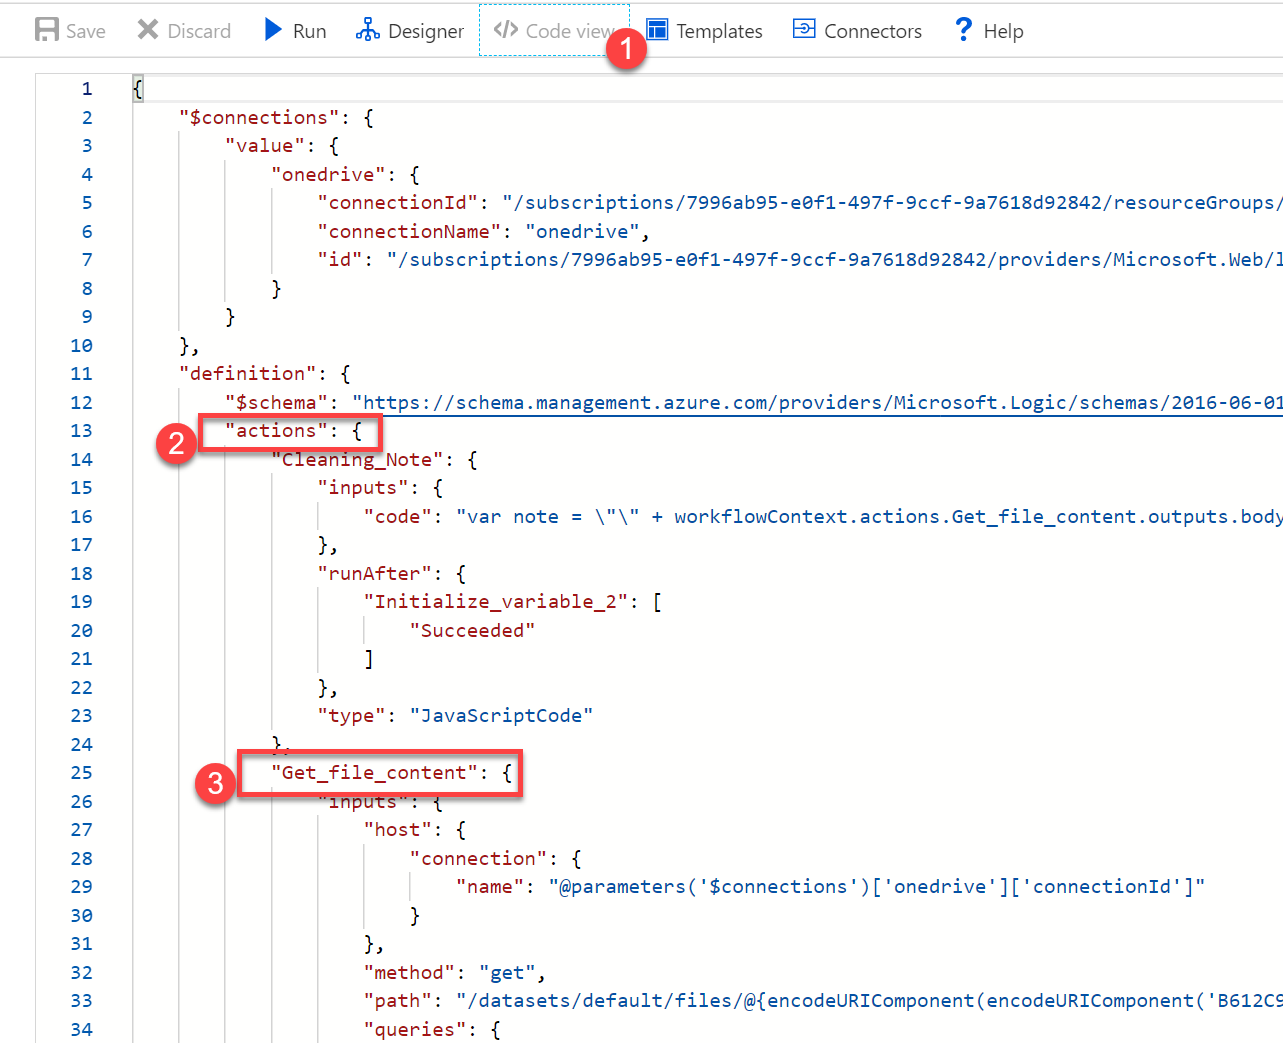 Save Discard Run Designer Code view Templates Connectors ? Help
1
1 {
2 "$connections": {
3 "value": {
4 "onedrive": {
5 "connectionId": "/subscriptions/7996ab95-e0f1-497f-9ccf-9a7618d92842/resourceGroups/
6 "connectionName": "onedrive",
7 "id": "/subscriptions/7996ab95-e0f1-497f-9ccf-9a7618d92842/providers/Microsoft.Web/l
8 }
9 }
10 },
11 "definition": {
12 "$schema": "https://schema.management.azure.com/providers/Microsoft.Logic/schemas/2016-06-01
2
13 "actions": {
14 "Cleaning_Note": {
15 "inputs": {
16 "code": "var note = \"\" + workflowContext.actions.Get_file_content.outputs.body
17 },
18 "runAfter": {
19 "Initialize_variable_2": [
20 "Succeeded"
21 ]
22 },
23 "type": "JavaScriptCode"
24 },
3
25 "Get_file_content": {
26 "inputs": {
27 "host": {
28 "connection": {
29 "name": "@parameters('$connections')['onedrive']['connectionId']"
30 }
31 },
32 "method": "get",
33 "path": "/datasets/default/files/@{encodeURIComponent(encodeURIComponent('B612C9
34 "queries": {